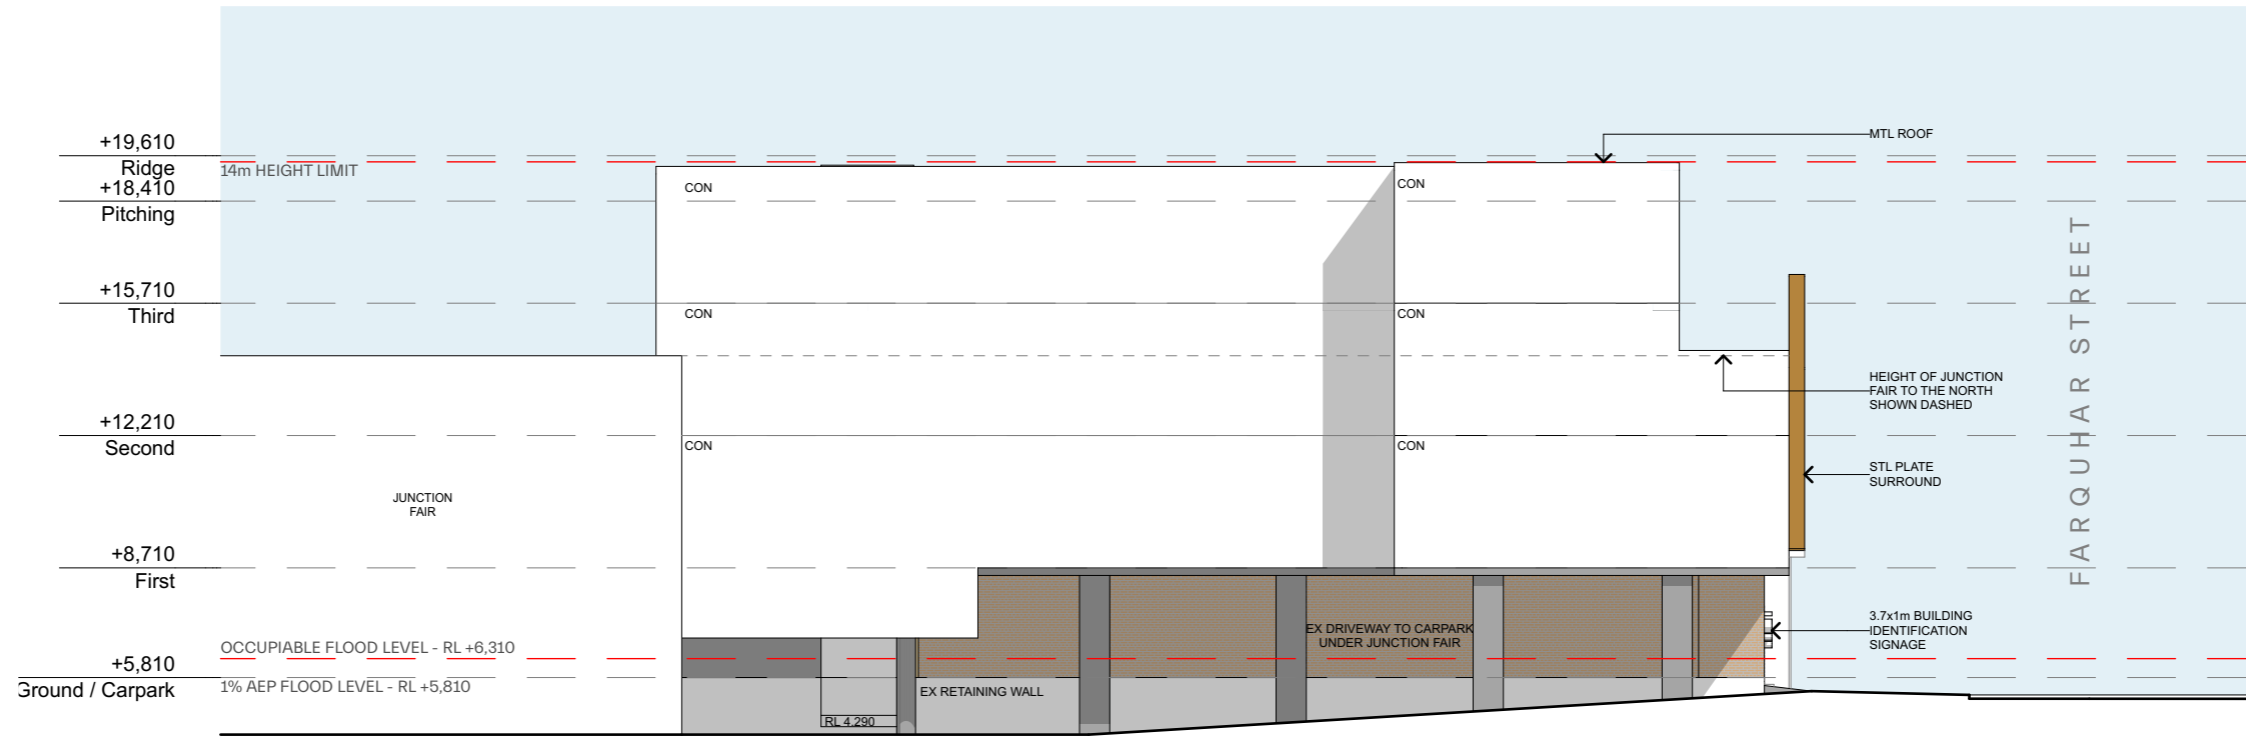 +19,610
Ridge
14m HEIGHT LIMIT
+18,410
Pitching
+15,710
Third
+12,210
Second
+8,710
First
OCCUPIABLE FLOOD LEVEL - RL +6,310
+5,810
Ground / Carpark
1% AEP FLOOD LEVEL - RL +5,810
JUNCTION
FAIR
CON
CON
CON
CON
CON
CON
EX DRIVEWAY TO CARPARK
UNDER JUNCTION FAIR
EX RETAINING WALL
RL 4.290
MTL ROOF
HEIGHT OF JUNCTION
FAIR TO THE NORTH
SHOWN DASHED
STL PLATE
SURROUND
3.7x1m BUILDING
IDENTIFICATION
SIGNAGE
FARQUHAR STREET